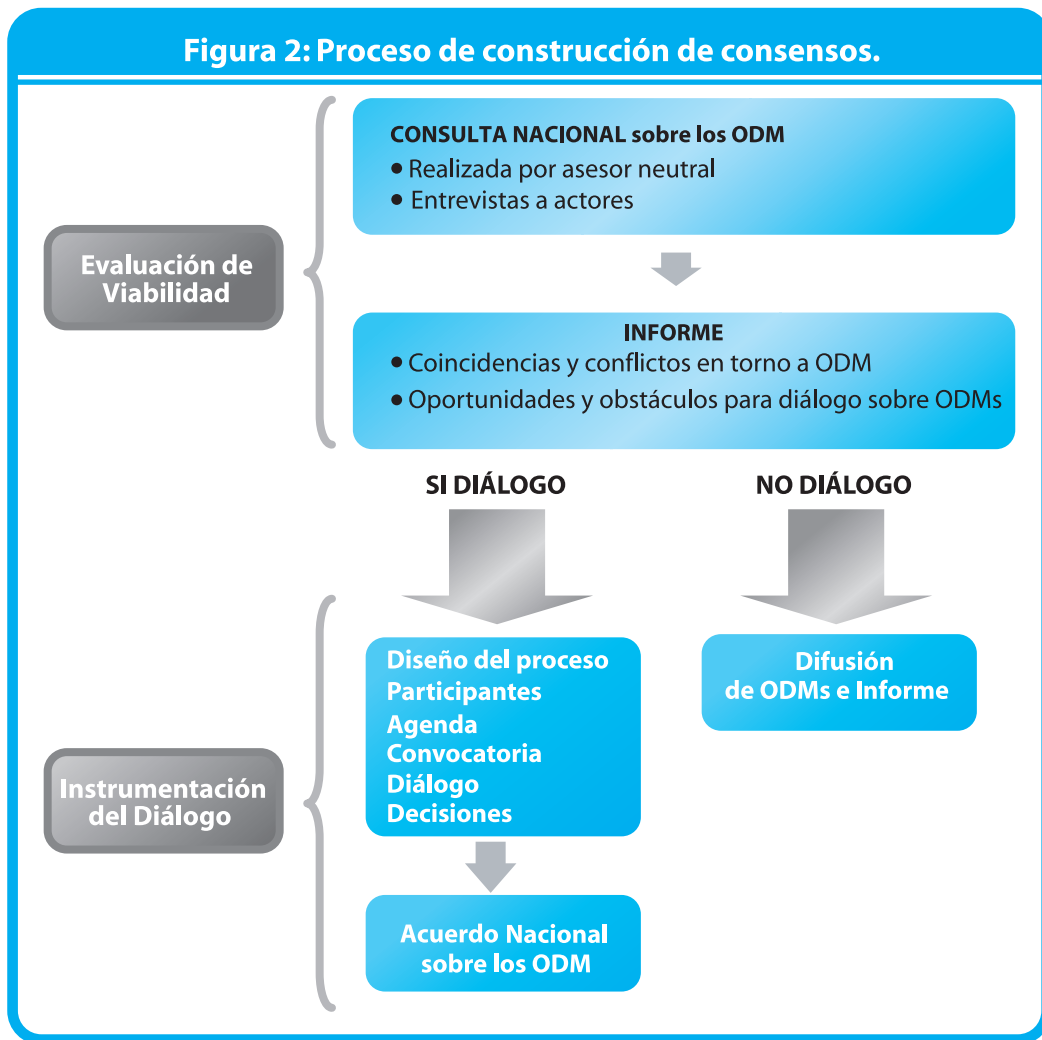 Figura 2: Proceso de construcción de consensos.
CONSULTA NACIONAL sobre los ODM
• Realizada por asesor neutral
• Entrevistas a actores
Evaluación de
Viabilidad
INFORME
• Coincidencias y conflictos en torno a ODM
• Oportunidades y obstáculos para diálogo sobre ODMs
SI DIÁLOGO
NO DIÁLOGO
Diseño del proceso
Participantes
Agenda
Convocatoria
Diálogo
Decisiones
Difusión
de ODMs e Informe
Instrumentación
del Diálogo
Acuerdo Nacional
sobre los ODM